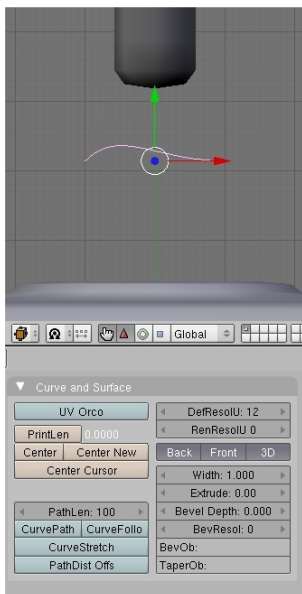 Global
Curve and Surface
UV Orco
DefResolU: 12
PrintLen 0.0000
RenResolU 0
Center Center New
Back Front 3D
Center Cursor
Width: 1.000
Extrude: 0.00
PathLen: 100
Bevel Depth: 0.000
CurvePath CurveFollo
BevResol: 0
CurveStretch
BevOb:
PathDist Offs
TaperOb: